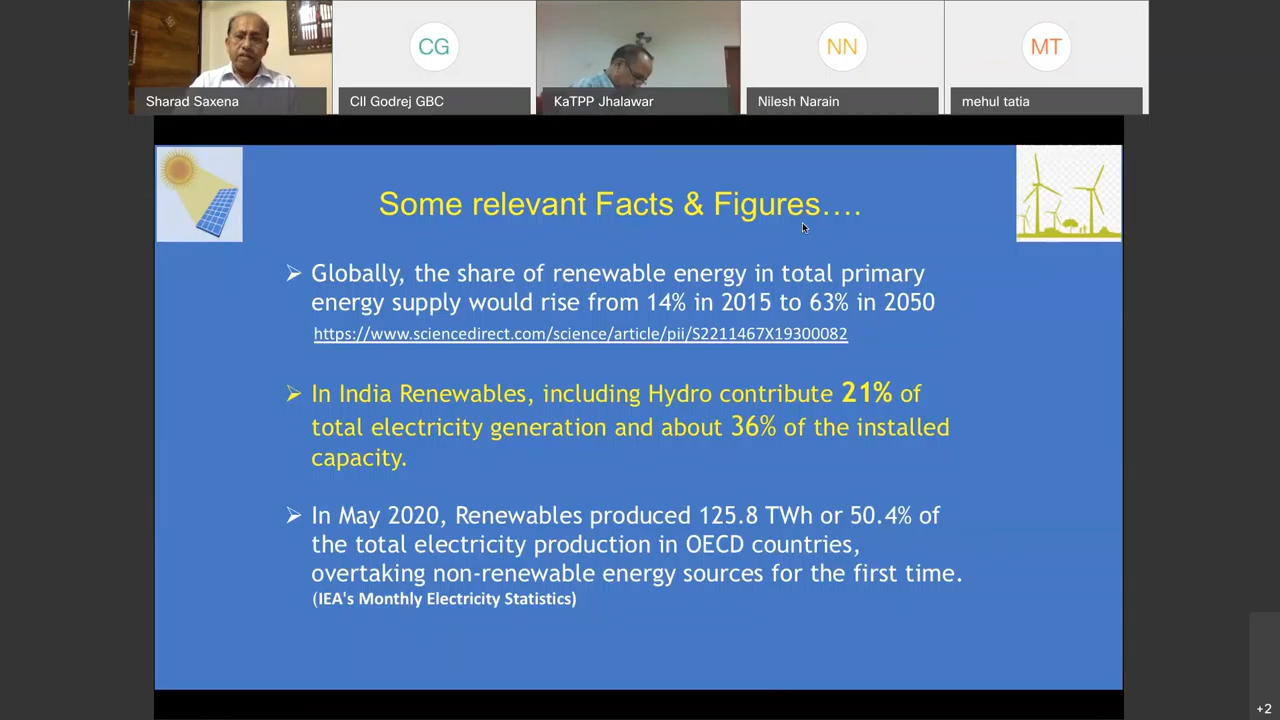 CG
NN
MT
Sharad Saxena
CII Godrej GBC
KaTPP Jhalawar
Nilesh Narain
mehul tatia
Some relevant Facts & Figures….
➢ Globally, the share of renewable energy in total primary
energy supply would rise from 14% in 2015 to 63% in 2050
https://www.sciencedirect.com/science/article/pii/S2211467X19300082
➢ In India Renewables, including Hydro contribute 21% of
total electricity generation and about 36% of the installed
capacity.
➢ In May 2020, Renewables produced 125.8 TWh or 50.4% of
the total electricity production in OECD countries,
overtaking non-renewable energy sources for the first time.
(IEA's Monthly Electricity Statistics)
+2